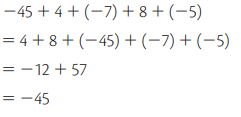 −45 + 4 + (−7) + 8 + (−5)
= 4 + 8 + (−45) + (−7) + (−5)
= −12 + 57
= −45